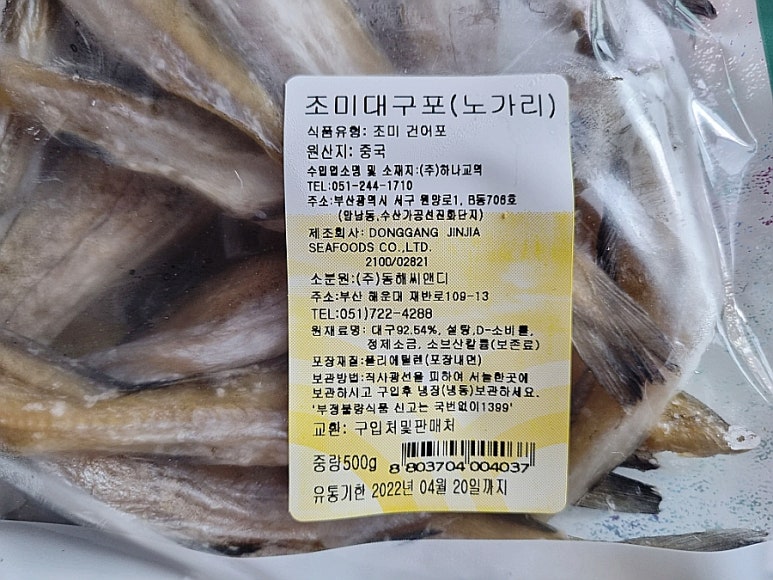 조미대구포(노가리)
식품유형: 조미 건어포
원산지: 중국
수입업소명 및 소재지:(주)하나교역
TEL:051-244-1710
주소:부산광역시 서구 원양로1, B동706호
(암남동,수산가공선진화단지)
제조회사: DONGGANG JINJIA
SEAFOODS CO.,LTD.
2100/02821
소분원:(주)동해씨앤디
주소:부산 해운대 재반로109-13
TEL:051)722-4288
원재료명: 대구92.54%, 설탕,D-소비톨,
정제소금, 소브산칼륨(보존료)
포장재질:폴리에틸렌(포장내면)
보관방법:직사광선을 피하여 서늘한곳에
보관하시고 구입후 냉장(냉동)보관하세요.
'부정불량식품 신고는 국번없이1399'
교환: 구입처및판매처
중량500g
8 803704 004037
유통기한 2022년 04월 20일까지